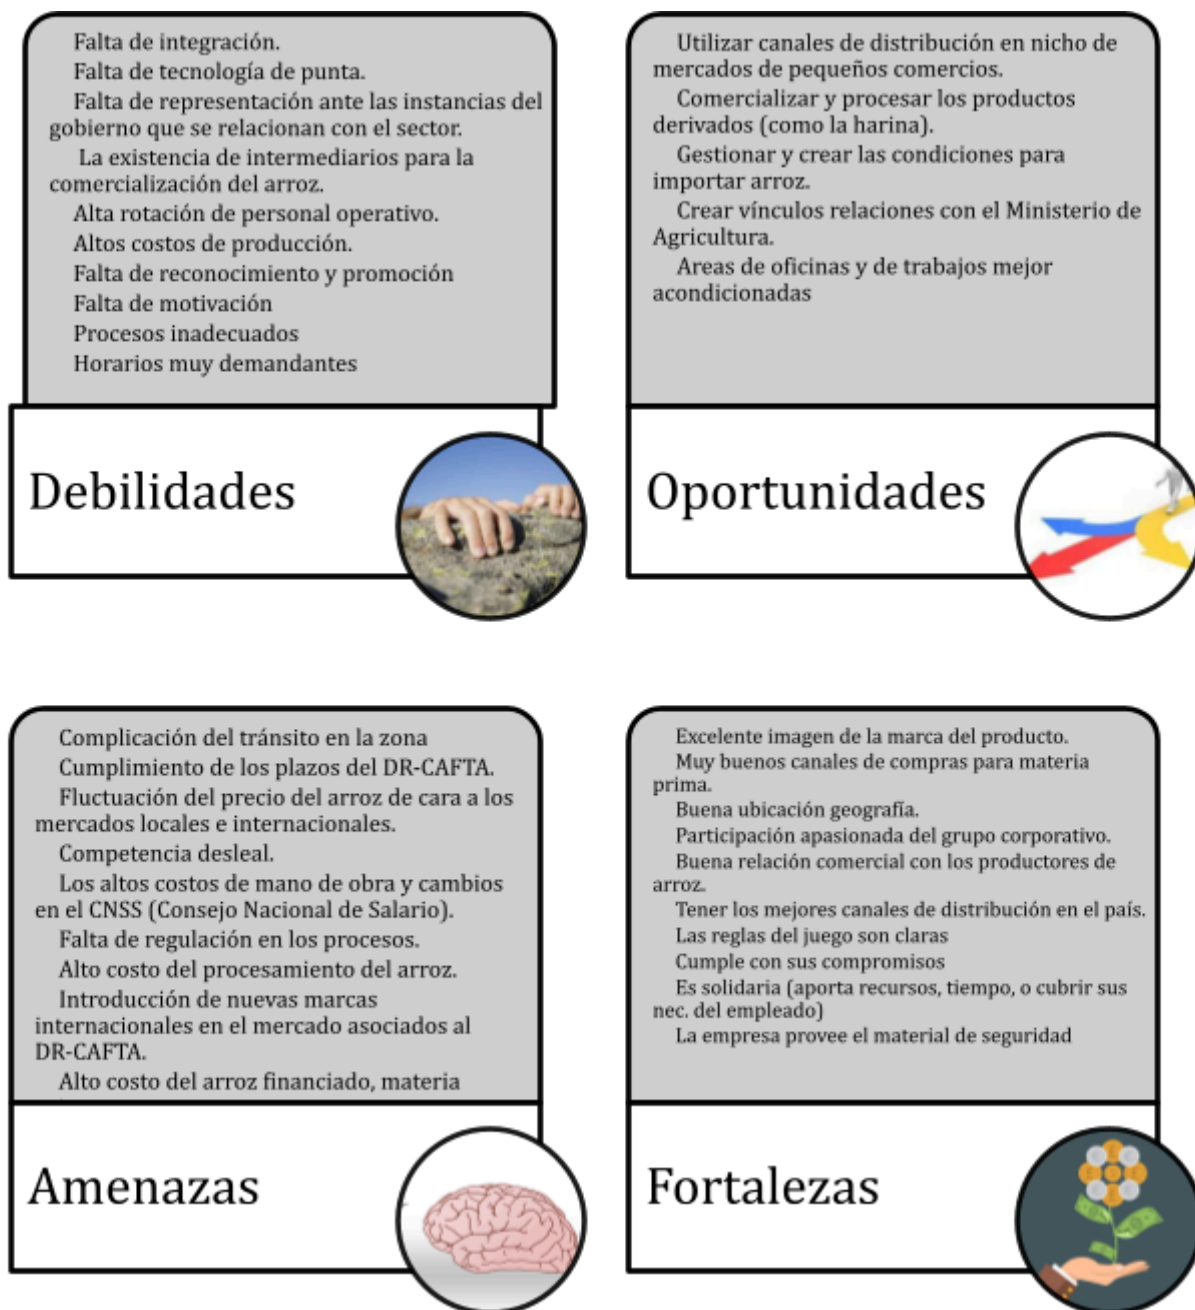 Falta de integración.
Falta de tecnología de punta.
Falta de representación ante las instancias del
gobierno que se relacionan con el sector.
La existencia de intermediarios para la
comercialización del arroz.
Alta rotación de personal operativo.
Altos costos de producción.
Falta de reconocimiento y promoción
Falta de motivación
Procesos inadecuados
Horarios muy demandantes
Debilidades
Utilizar canales de distribución en nicho de
mercados de pequeños comercios.
Comercializar y procesar los productos
derivados (como la harina).
Gestionar y crear las condiciones para
importar arroz.
Crear vínculos relaciones con el Ministerio de
Agricultura.
Areas de oficinas y de trabajos mejor
acondicionadas
Oportunidades
Complicación del tránsito en la zona
Cumplimiento de los plazos del DR-CAFTA.
Fluctuación del precio del arroz de cara a los
mercados locales e internacionales.
Competencia desleal.
Los altos costos de mano de obra y cambios
en el CNSS (Consejo Nacional de Salario).
Falta de regulación en los procesos.
Alto costo del procesamiento del arroz.
Introducción de nuevas marcas
internacionales en el mercado asociados al
DR-CAFTA.
Alto costo del arroz financiado, materia
Amenazas
Excelente imagen de la marca del producto.
Muy buenos canales de compras para materia
prima.
Buena ubicación geografía.
Participación apasionada del grupo corporativo.
Buena relación comercial con los productores de
arroz.
Tener los mejores canales de distribución en el país.
Las reglas del juego son claras
Cumple con sus compromisos
Es solidaria (aporta recursos, tiempo, o cubrir sus
nec. del empleado)
La empresa provee el material de seguridad
Fortalezas